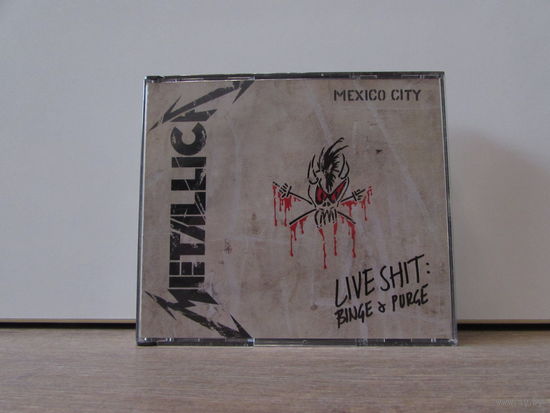 METALLICA
MEXICO CITY
LIVE SHIT:
BINGE & PURGE